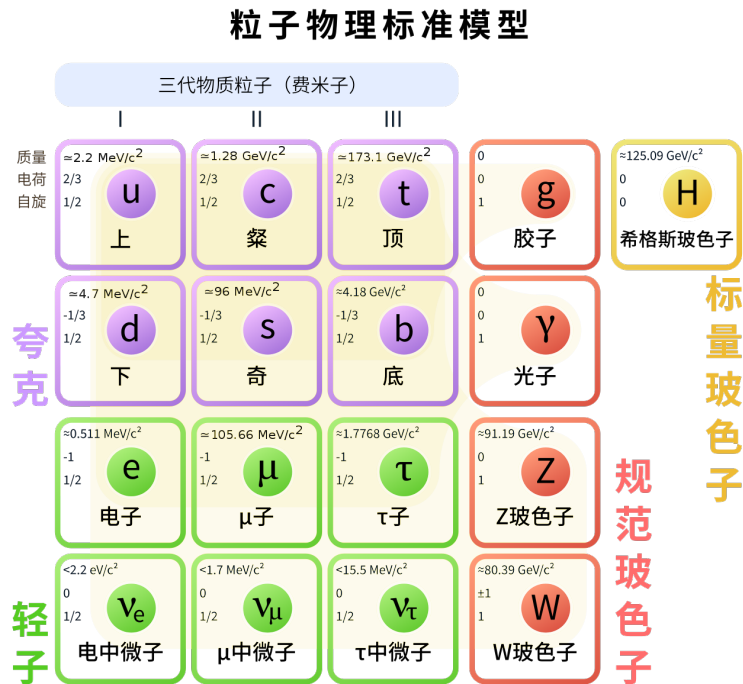 粒子物理标准模型
三代物质粒子（费米子）
I II III
质量
电荷
自旋
≃2.2 MeV/c²
2/3
1/2
u
上
≃1.28 GeV/c²
2/3
1/2
c
粲
≃173.1 GeV/c²
2/3
1/2
t
顶
0
0
1
g
胶子
≈125.09 GeV/c²
0
0
H
希格斯玻色子
≃4.7 MeV/c²
-1/3
1/2
d
下
≃96 MeV/c²
-1/3
1/2
s
奇
≈4.18 GeV/c²
-1/3
1/2
b
底
0
0
1
γ
光子
≈0.511 MeV/c²
-1
1/2
e
电子
≃105.66 MeV/c²
-1
1/2
μ
μ子
≈1.7768 GeV/c²
-1
1/2
τ
τ子
≈91.19 GeV/c²
0
1
Z
Z玻色子
<2.2 eV/c²
0
1/2
νe
电中微子
<1.7 MeV/c²
0
1/2
νμ
μ中微子
<15.5 MeV/c²
0
1/2
ντ
τ中微子
≈80.39 GeV/c²
±1
1
W
W玻色子
夸克
轻子
规范玻色子
标量玻色子